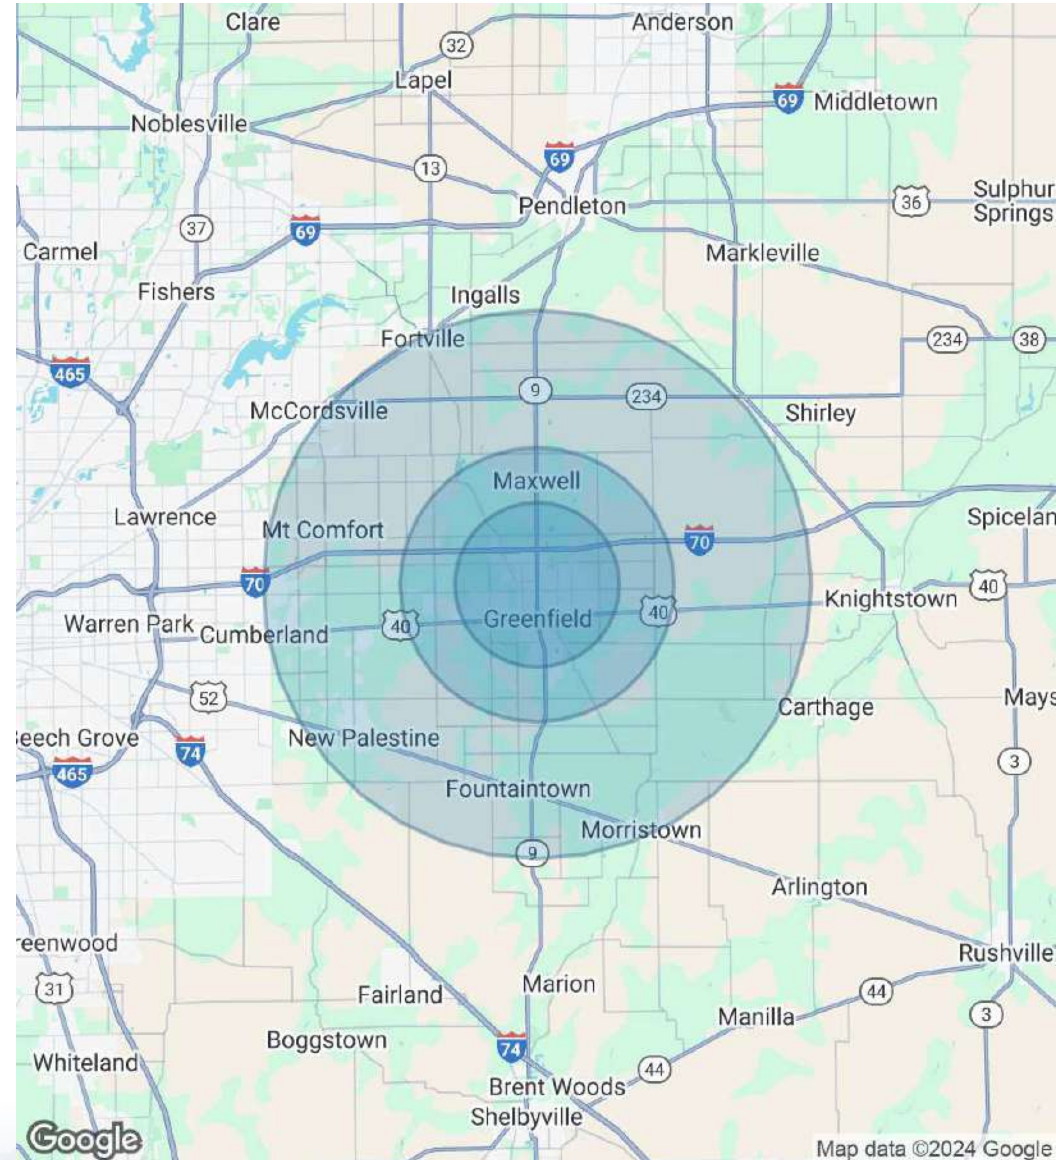 Clare
Anderson
32
Lapel
69
Middletown
Noblesville
69
13
Sulphur
Springs
36
Pendleton
37
69
Carmel
Markleville
Fishers
Ingalls
Fortville
234
38
465
9
234
McCordsville
Shirley
Maxwell
Lawrence
Spicelan
Mt Comfort
70
70
40
Knightstown
Warren Park
Cumberland
40
Greenfield
40
52
Carthage
Mays
Beech Grove
74
New Palestine
465
3
Fountaintown
Morristown
9
Arlington
reenwood
Rushville
31
Fairland
Marion
44
Manilla
3
Boggstown
74
Whiteland
44
Brent Woods
Shelbyville
Google
Map data ©2024 Google